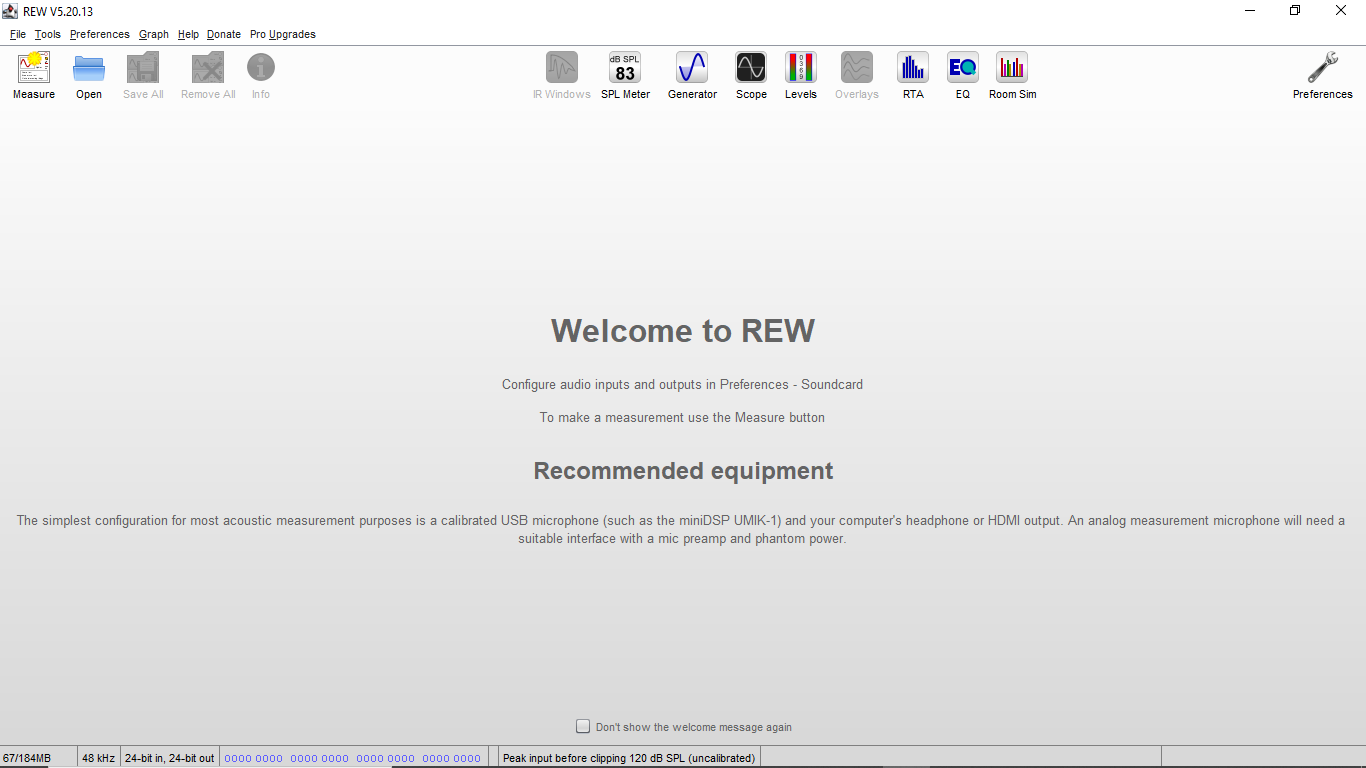 REW V5.20.13
File Tools Preferences Graph Help Donate Pro Upgrades
dB SPL
83
EQ
Measure Open Save All Remove All Info IR Windows SPL Meter Generator Scope Levels Overlays RTA EQ Room Sim Preferences
Welcome to REW
Configure audio inputs and outputs in Preferences - Soundcard
To make a measurement use the Measure button
Recommended equipment
The simplest configuration for most acoustic measurement purposes is a calibrated USB microphone (such as the miniDSP UMIK-1) and your computer's headphone or HDMI output. An analog measurement microphone will need a
suitable interface with a mic preamp and phantom power.
Don't show the welcome message again
67/184MB 48 kHz 24-bit in, 24-bit out 0000 0000 0000 0000 0000 0000 0000 0000 Peak input before clipping 120 dB SPL (uncalibrated)